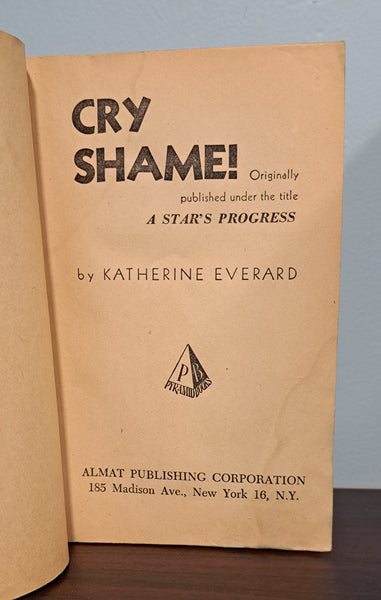 CRY
SHAME! Originally
published under the title
A STAR'S PROGRESS
by KATHERINE EVERARD
P B
PYRAMID BOOKS
ALMAT PUBLISHING CORPORATION
185 Madison Ave., New York 16, N.Y.